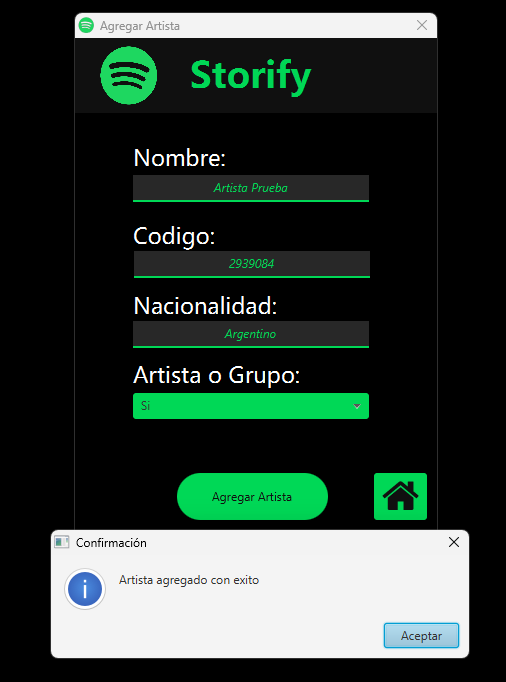 Agregar Artista
Storify
Nombre:
Artista Prueba
Codigo:
2939084
Nacionalidad:
Argentino
Artista o Grupo:
Si
Agregar Artista
Confirmación
Artista agregado con exito
Aceptar